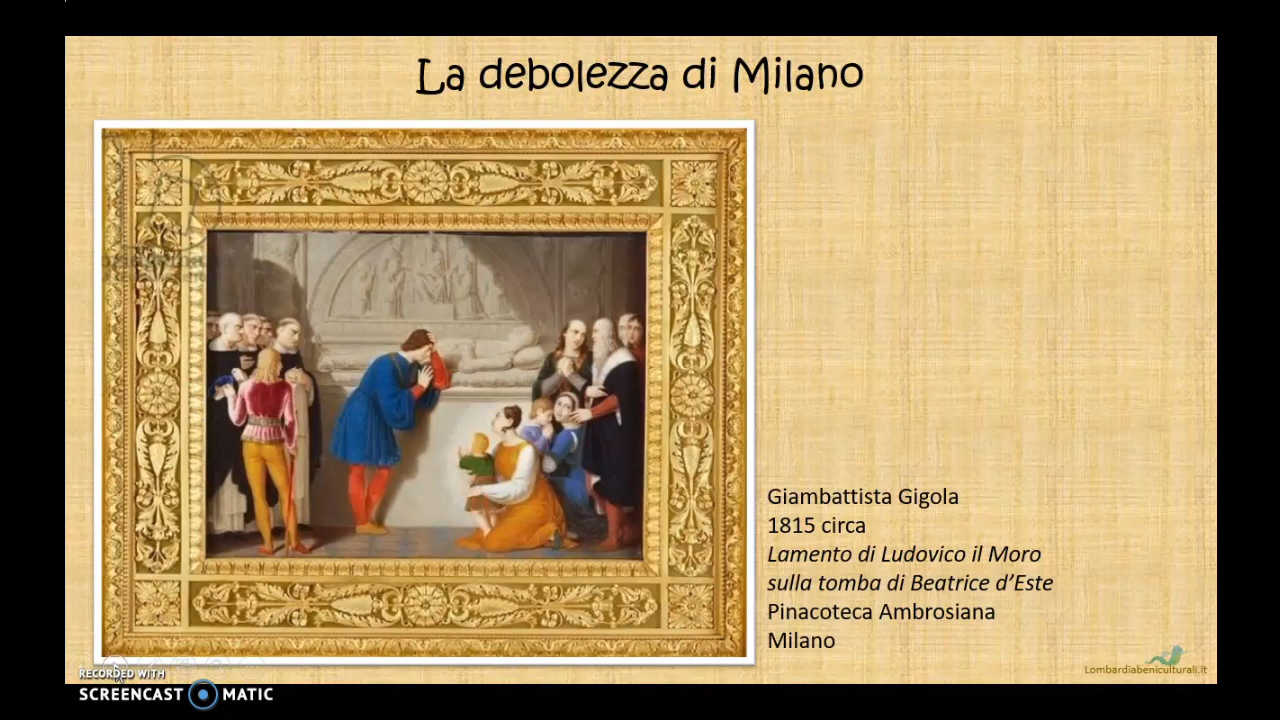 La debolezza di Milano
Giambattista Gigola
1815 circa
Lamento di Ludovico il Moro
sulla tomba di Beatrice d'Este
Pinacoteca Ambrosiana
Milano
Lombardiabeniculturali.it
RECORDED WITH
SCREENCAST MATIC